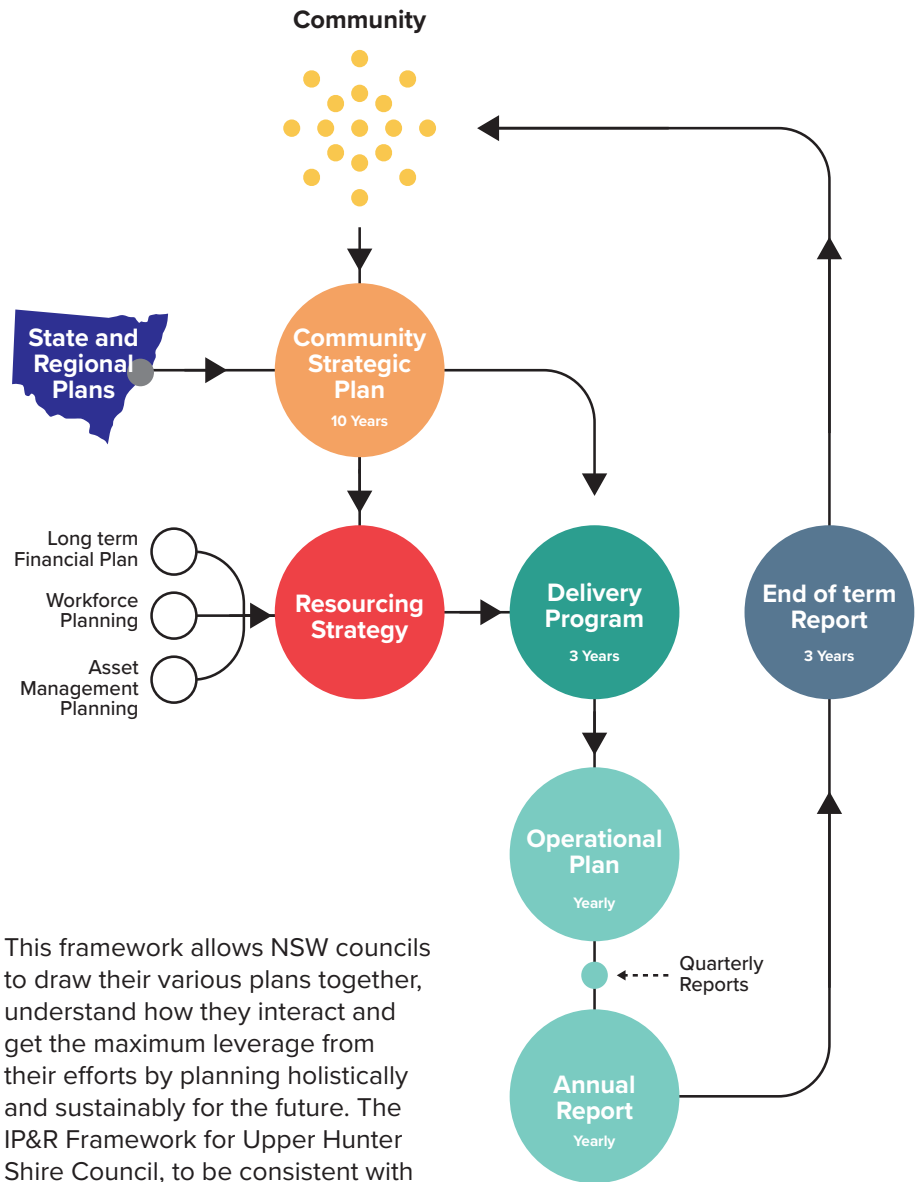 Community
State and
Regional
Plans
Community
Strategic
Plan
10 Years
Long term
Financial Plan
Workforce
Planning
Asset
Management
Planning
Resourcing
Strategy
Delivery
Program
3 Years
End of term
Report
3 Years
Operational
Plan
Yearly
Quarterly
Reports
Annual
Report
Yearly
This framework allows NSW councils
to draw their various plans together,
understand how they interact and
get the maximum leverage from
their efforts by planning holistically
and sustainably for the future. The
IP&R Framework for Upper Hunter
Shire Council, to be consistent with